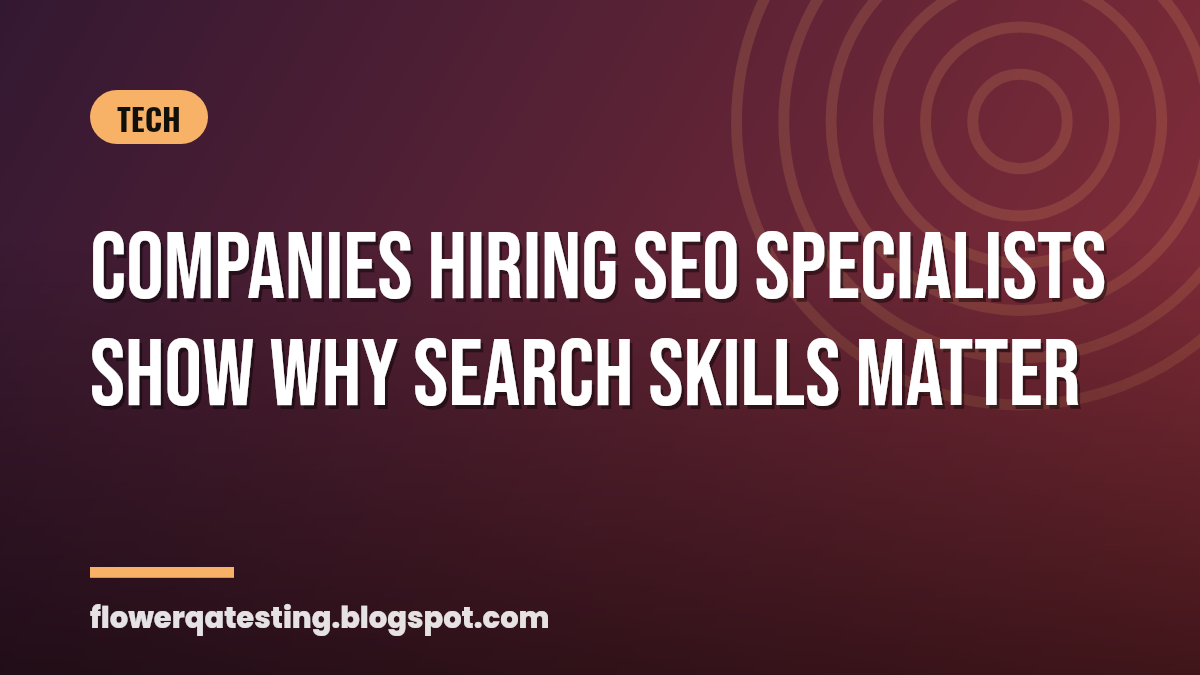 TECH
COMPANIES HIRING SEO SPECIALISTS
SHOW WHY SEARCH SKILLS MATTER
flowerqatesting.blogspot.com